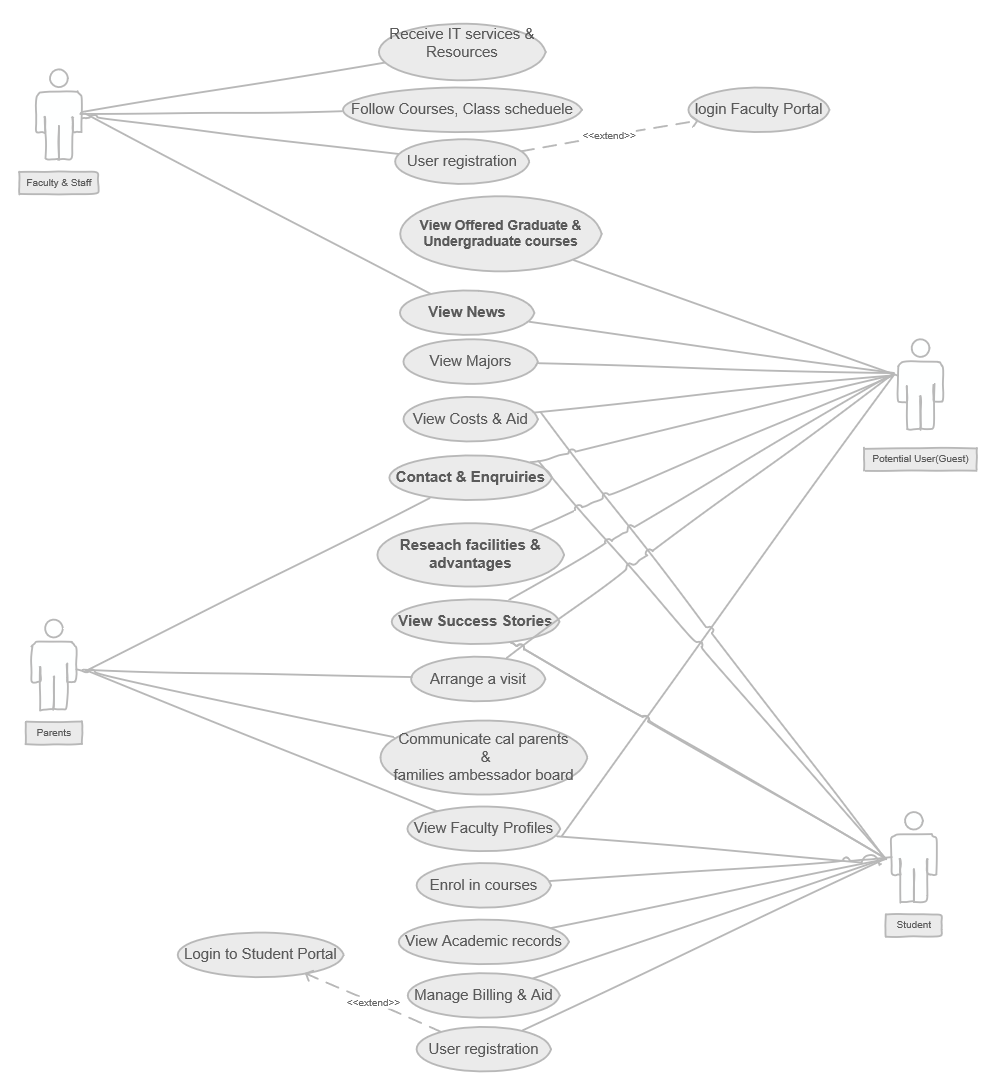 Receive IT services &
Resources
Follow Courses, Class scheduele
login Faculty Portal
<<extend>>
User registration
Faculty & Staff
View Offered Graduate &
Undergraduate courses
View News
View Majors
View Costs & Aid
Potential User(Guest)
Contact & Enqruiries
Reseach facilities &
advantages
View Success Stories
Arrange a visit
Parents
Communicate cal parents
&
families ambessador board
View Faculty Profiles
Enrol in courses
Student
View Academic records
Login to Student Portal
Manage Billing & Aid
<<extend>>
User registration